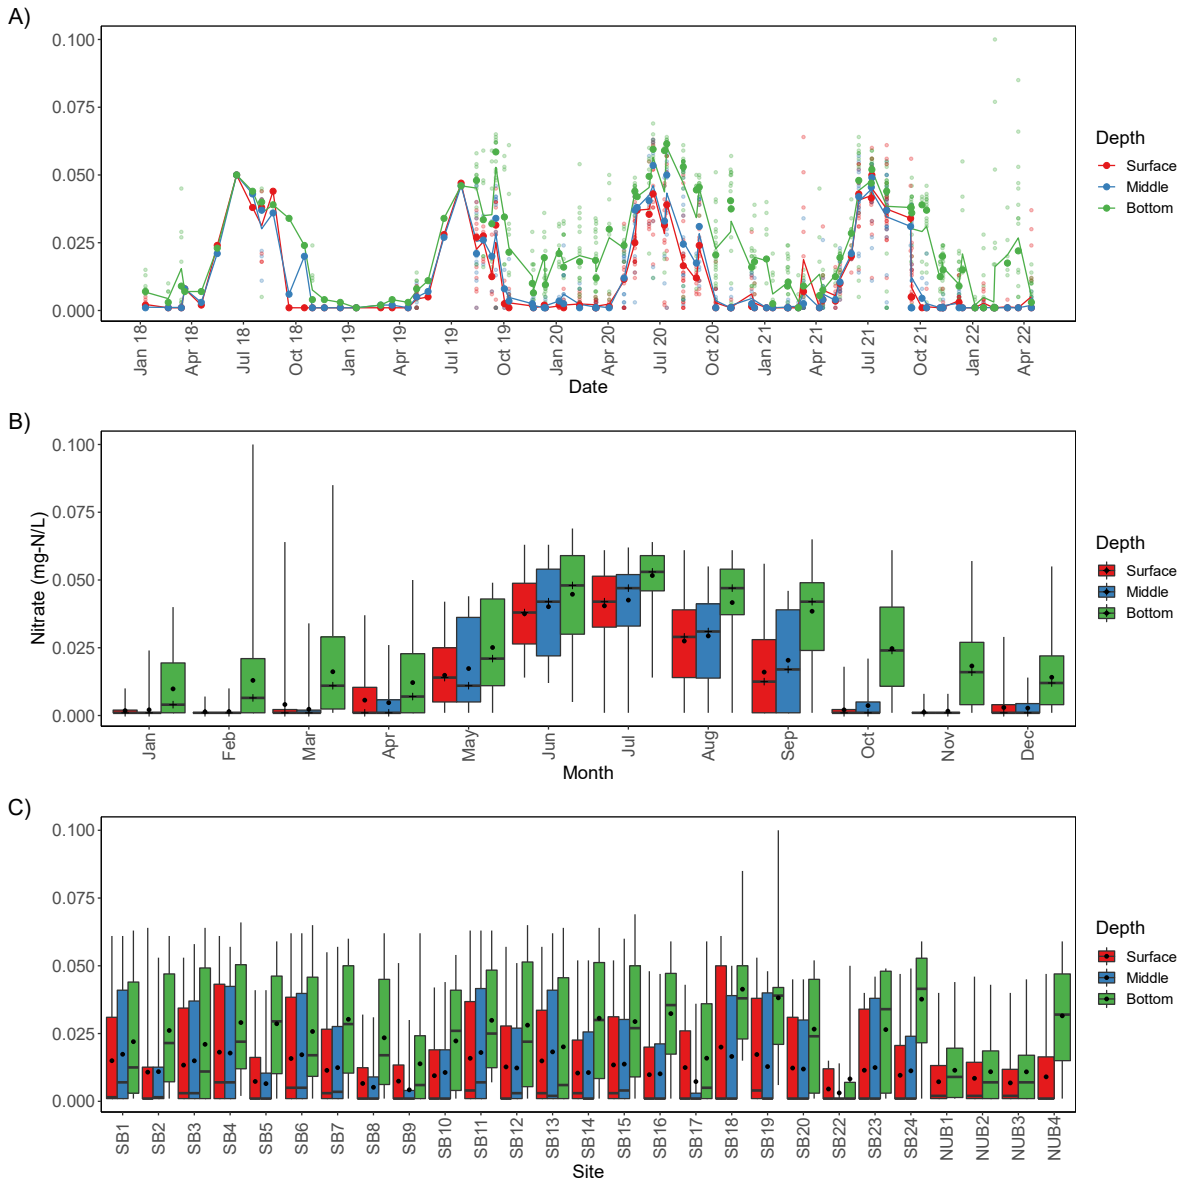 A)
0.100
0.075
0.050
0.025
0.000
Jan 18
Apr 18
Jul 18
Oct 18
Jan 19
Apr 19
Jul 19
Oct 19
Jan 20
Apr 20
Jul 20
Oct 20
Jan 21
Apr 21
Jul 21
Oct 21
Jan 22
Apr 22
Date
Depth
Surface
Middle
Bottom
B)
Nitrate (mg-N/L)
0.100
0.075
0.050
0.025
0.000
Jan
Feb
Mar
Apr
May
Jun
Jul
Aug
Sep
Oct
Nov
Dec
Month
Depth
Surface
Middle
Bottom
C)
0.100
0.075
0.050
0.025
0.000
SB1
SB2
SB3
SB4
SB5
SB6
SB7
SB8
SB9
SB10
SB11
SB12
SB13
SB14
SB15
SB16
SB17
SB18
SB19
SB20
SB22
SB23
SB24
NUB1
NUB2
NUB3
NUB4
Site
Depth
Surface
Middle
Bottom